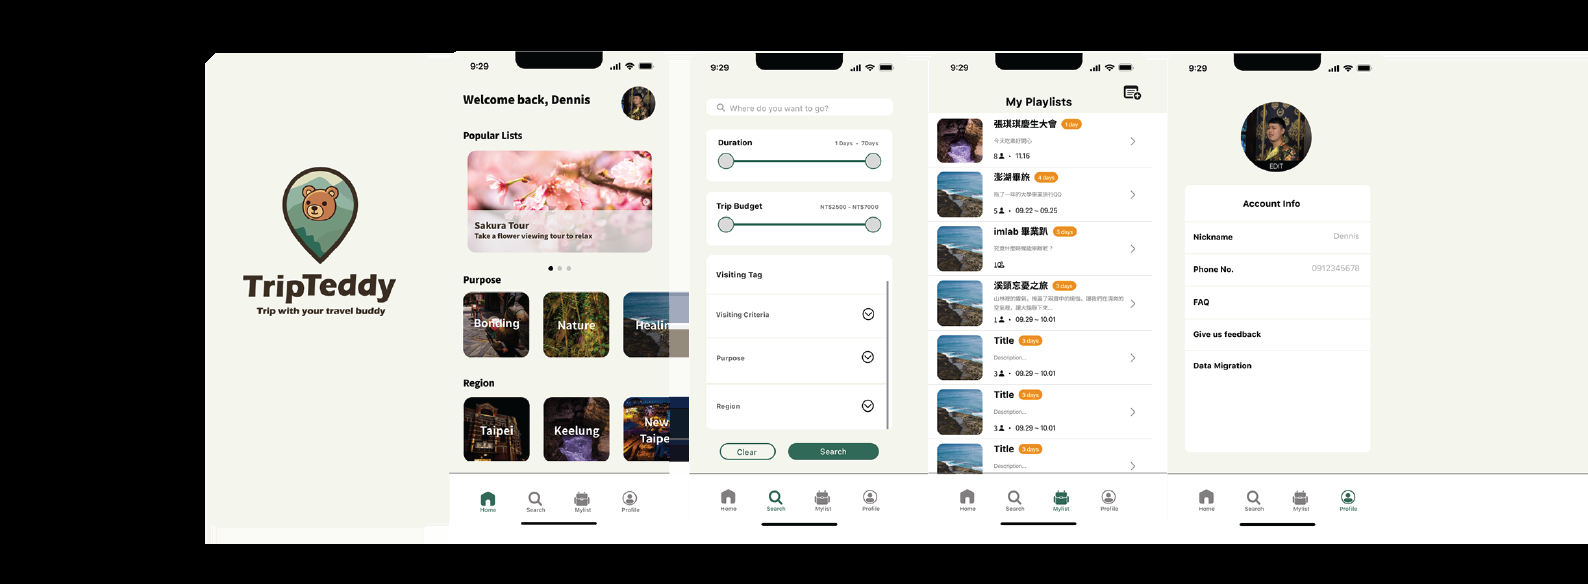 TripTeddy
Trip with your travel buddy
9:29
Welcome back, Dennis
Popular Lists
Sakura Tour
Take a flower viewing tour to relax
Purpose
Bonding
Nature
Healin
Region
Taipei
Keelung
New
Taipe
Home
Search
Mylist
Profile
9:29
Where do you want to go?
Duration
1 Days - 7Days
Trip Budget
NT$2500 - NT$7000
Visiting Tag
Visiting Criteria
Purpose
Region
Clear
Search
Home
Search
Mylist
Profile
9:29
My Playlists
張琪琪慶生大會 1 day
今天吃素好開心
8 · 11.16
澎湖畢旅 4 days
5 · 09.22 ~ 09.25
imlab 畢業趴 3 days
10
溪頭忘憂之旅 3 days
1 · 09.29 ~ 10.01
Title 3 days
Description...
3 · 09.29 ~ 10.01
Title 3 days
Description...
3 · 09.29 ~ 10.01
Title 3 days
Description...
Home
Search
Mylist
Profile
9:29
EDIT
Account Info
Nickname Dennis
Phone No. 0912345678
FAQ
Give us feedback
Data Migration
Home
Search
Mylist
Profile